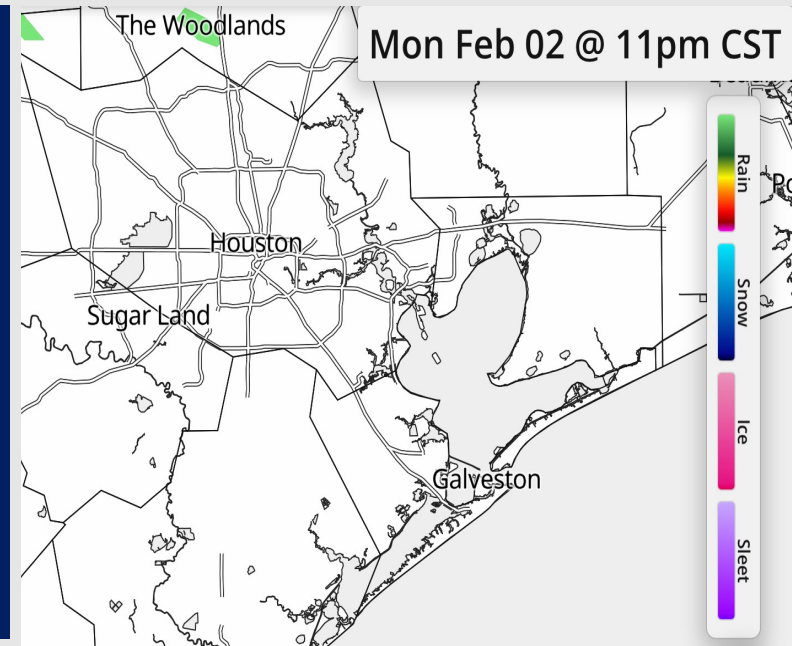 The Woodlands
Mon Feb 02 @ 11pm CST
Rain
Houston
Snow
Sugar Land
Ice
Galveston
Sleet